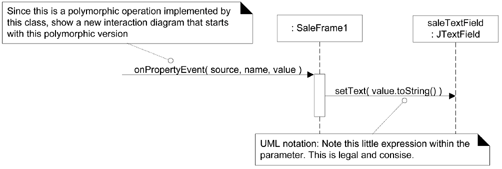 Since this is a polymorphic operation implemented by
this class, show a new interaction diagram that starts
with this polymorphic version
: SaleFrame1
saleTextField
: JTextField
onPropertyEvent( source, name, value )
setText( value.toString() )
UML notation: Note this little expression within the
parameter. This is legal and consise.